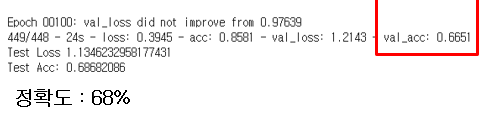 Epoch 00100: val_loss did not improve from 0.97639
449/448 - 24s - loss: 0.3945 - acc: 0.8581 - val_loss: 1.2143 - val_acc: 0.6651
Test Loss 1.1346232958177431
Test Acc: 0.68682086
정확도 : 68%